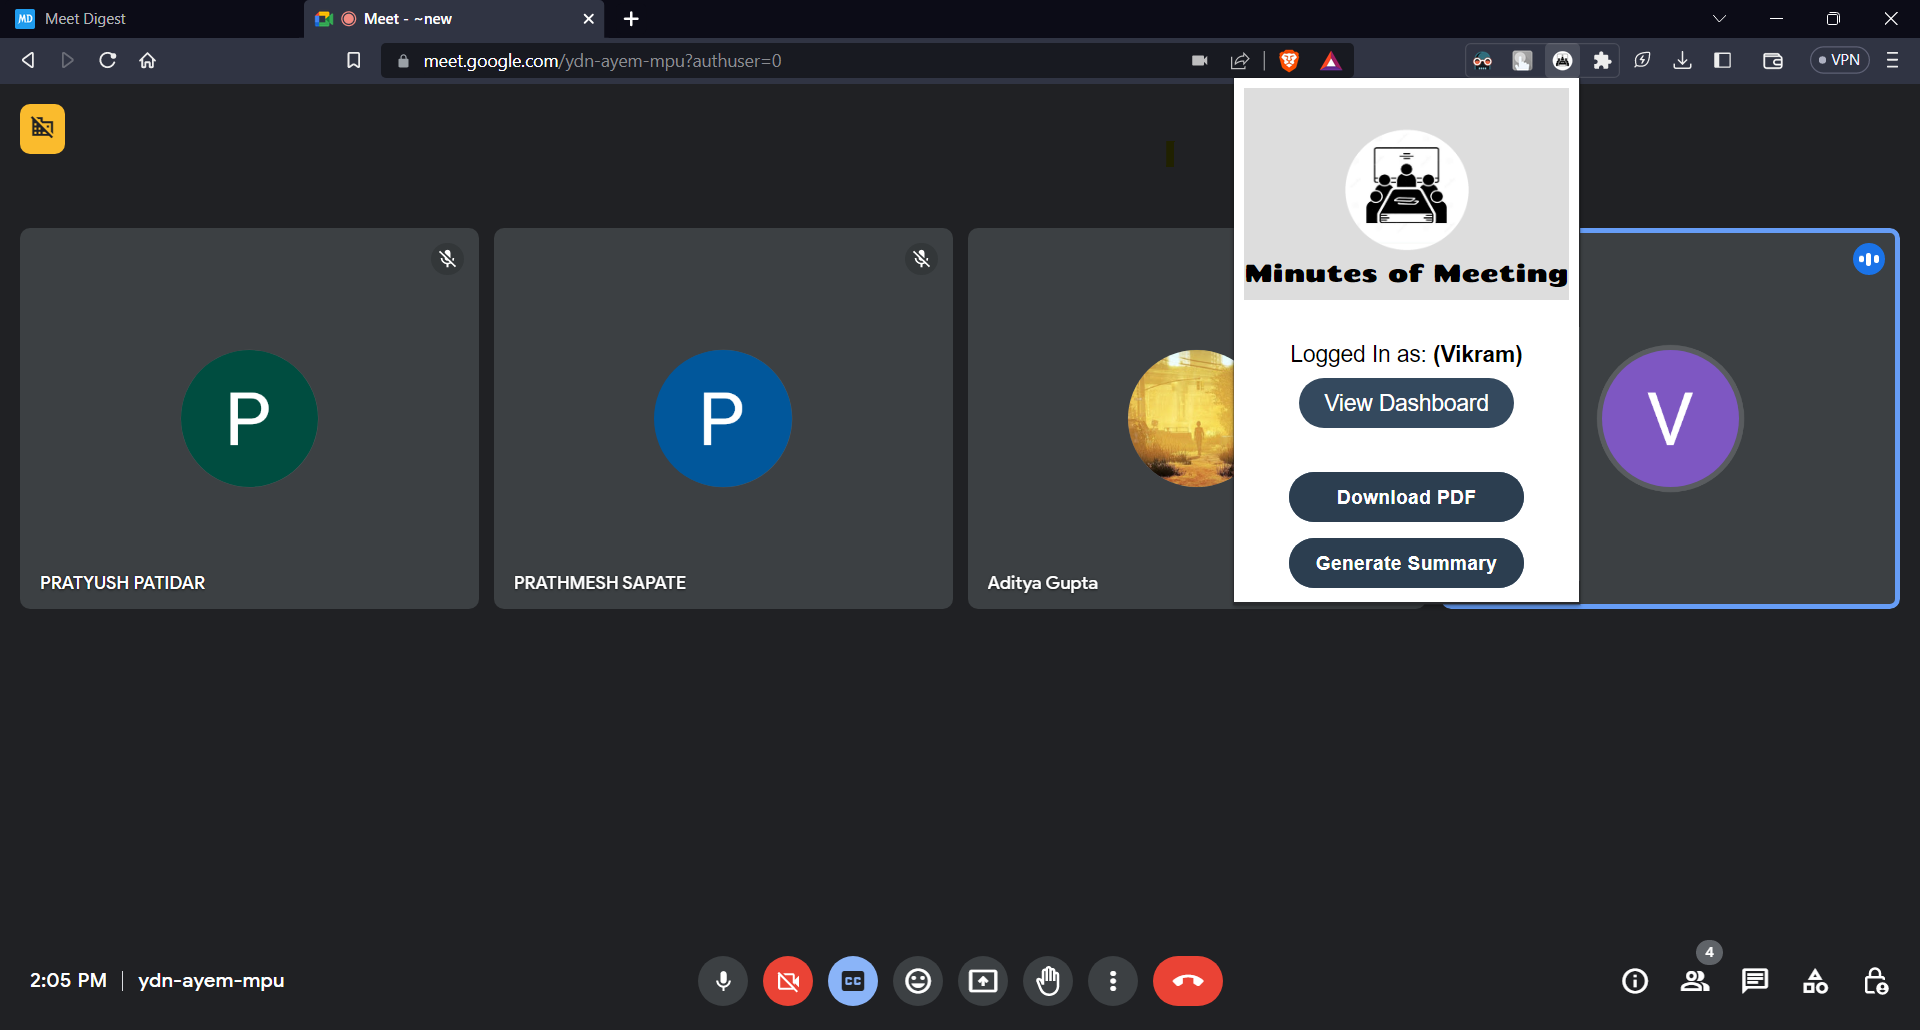 MD Meet Digest
Meet - ~new
meet.google.com/ydn-ayem-mpu?authuser=0
VPN
Minutes of Meeting
Logged In as: (Vikram)
View Dashboard
Download PDF
Generate Summary
P
P
V
PRATYUSH PATIDAR
PRATHMESH SAPATE
Aditya Gupta
4
2:05 PM | ydn-ayem-mpu
CC